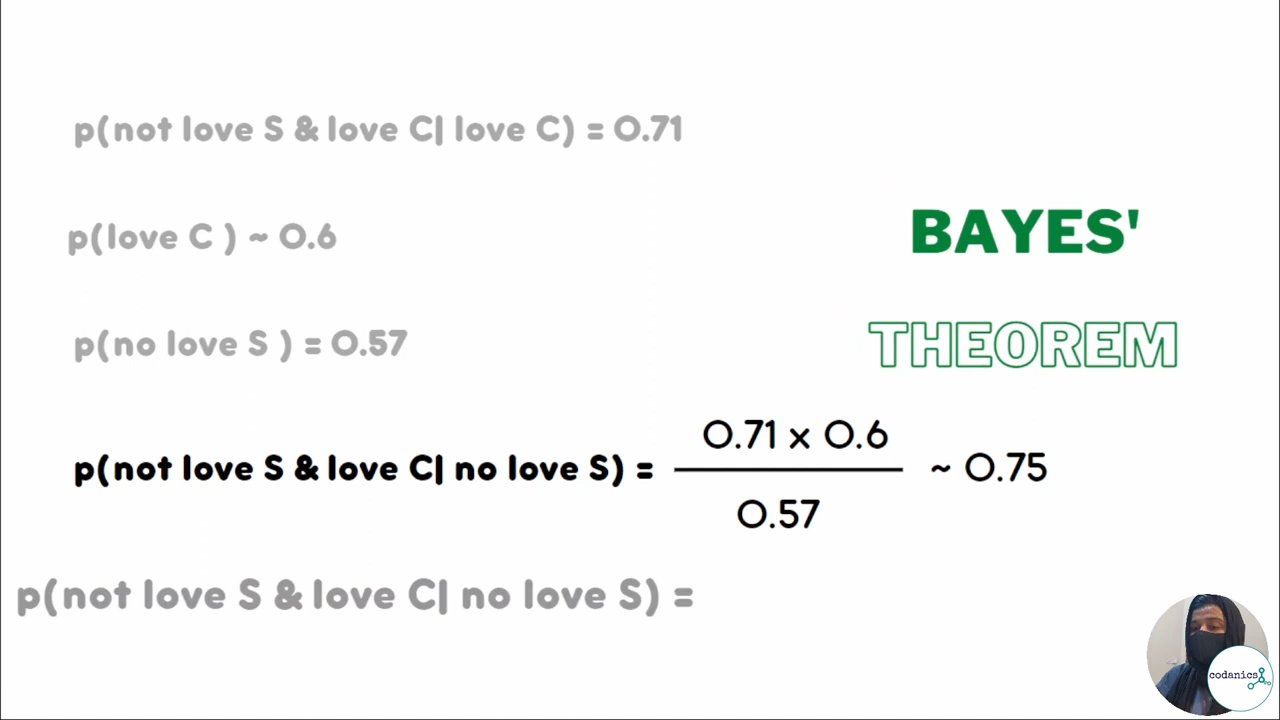 p(not love S & love C| love C) = 0.71
p(love C ) ~ 0.6
BAYES'
p(no love S ) = 0.57
THEOREM
p(not love S & love C| no love S) = 0.71 x 0.6 / 0.57 ~ 0.75
p(not love S & love C| no love S) =
codanics